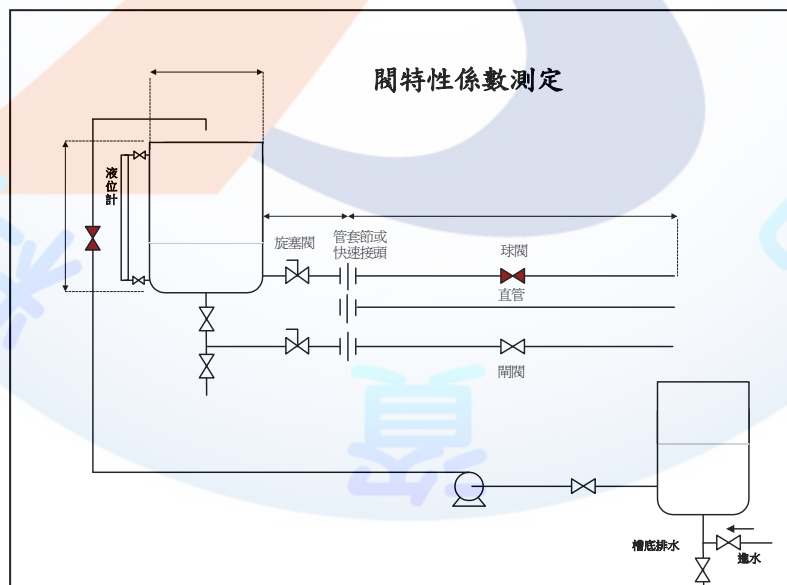 閥特性係數測定
液位計
旋塞閥
管套節或
快速接頭
球閥
直管
閘閥
資
槽底排水
進水